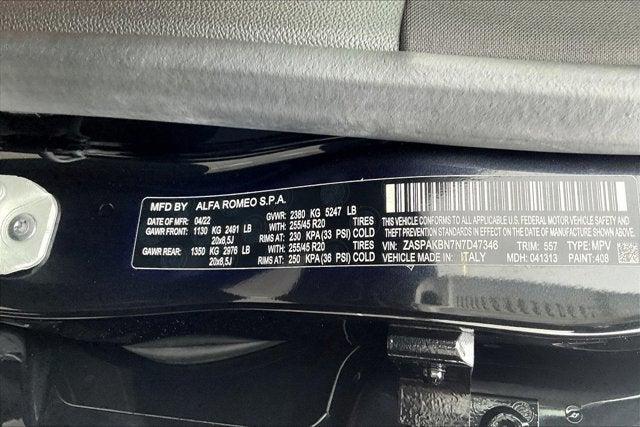 MFD BY ALFA ROMEO S.P.A.
DATE OF MFR: 04/22 GVWR: 2380 KG 5247 LB
GAWR FRONT: 1130 KG 2491 LB WITH 255/45 R20 TIRES
20x8,5J RIMS AT: 230 KPA(33 PSI) COLD
GAWR REAR: 1350 KG 2976 LB WITH 255/45 R20 TIRES
20x8,5J RIMS AT: 250 KPA(36 PSI) COLD
THIS VEHICLE CONFORMS TO ALL APPLICABLE U.S. FEDERAL MOTOR VEHICLE SAFETY
BUMPER AND THEFT PREVENTION STANDARDS IN EFFECT ON THE DATE OF MFR SHOWN ABOVE
VIN: ZASPAKBN7N7D47346 TRIM: 557 TYPE: MPV
VEHICLE MADE IN: ITALY MDH: 041313 PAINT: 408